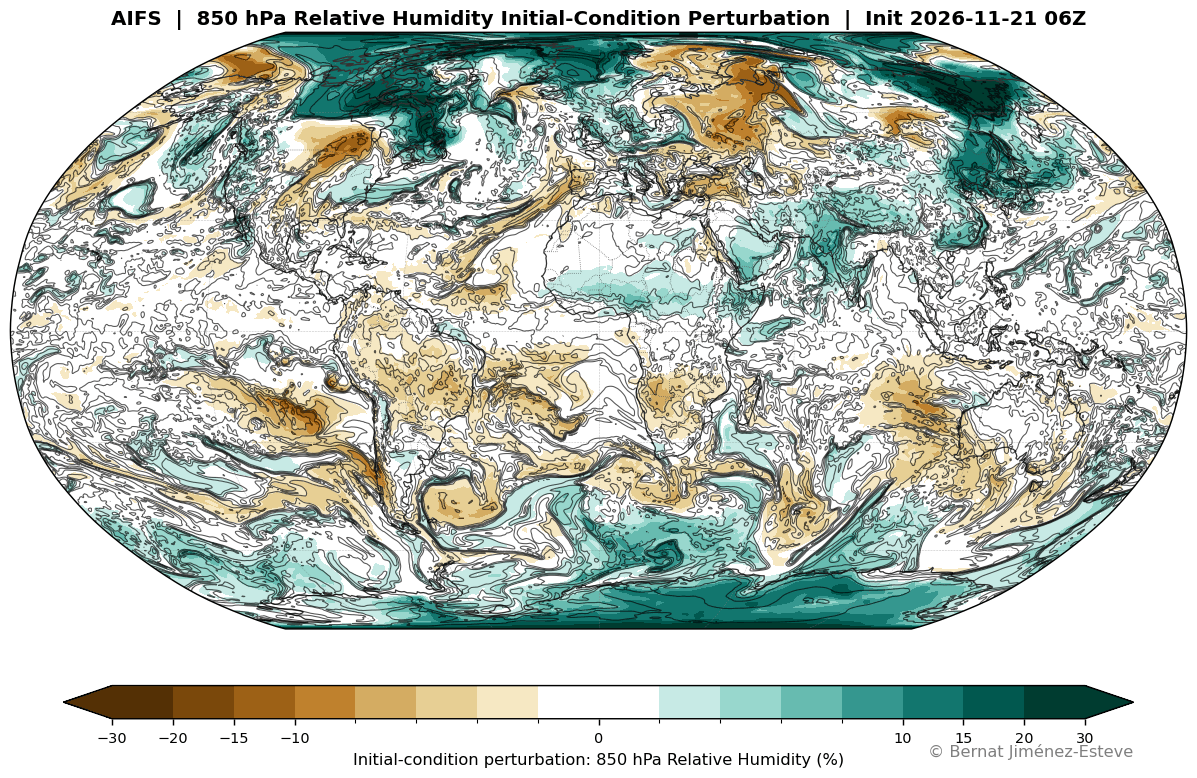 AIFS | 850 hPa Relative Humidity Initial-Condition Perturbation | Init 2026-11-21 06Z
−30 −20 −15 −10 0 10 15 20 30
Initial-condition perturbation: 850 hPa Relative Humidity (%)
© Bernat Jiménez-Esteve